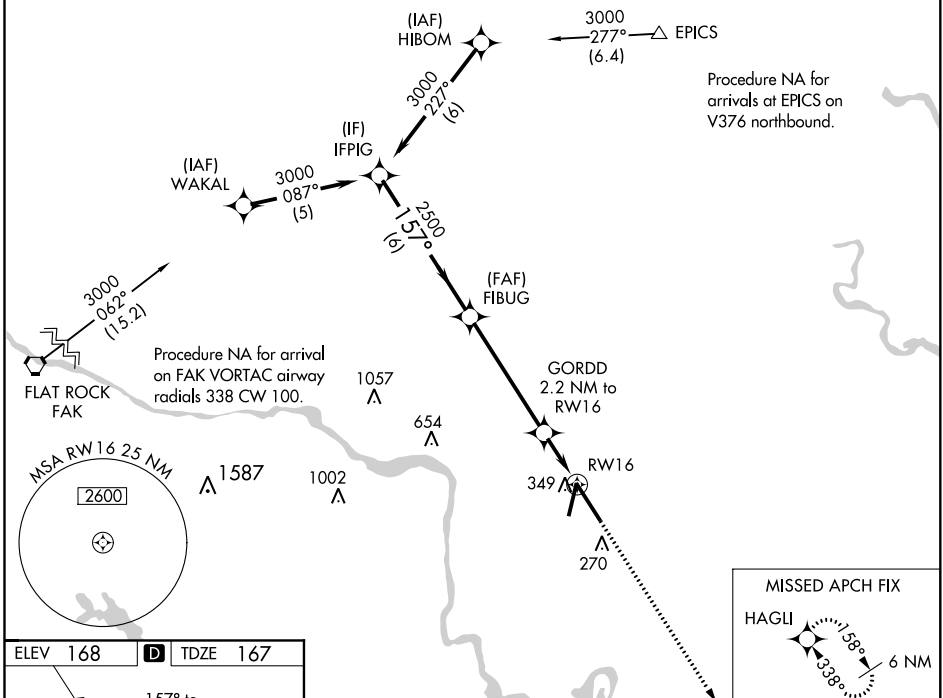 (IAF)
HIBOM
3000
277°
(6.4)
EPICS
Procedure NA for
arrivals at EPICS on
V376 northbound.
3000
227°
(6)
(IF)
IFPIG
(IAF)
WAKAL
3000
087°
(5)
2500
157°
(6)
(FAF)
FIBUG
3000
062°
(15.2)
FLAT ROCK
FAK
Procedure NA for arrival
on FAK VORTAC airway
radials 338 CW 100.
1057
654
GORDD
2.2 NM to
RW16
MSA RW16 25 NM
2600
1587
1002
349
RW16
270
MISSED APCH FIX
HAGLI
158°
338°
6 NM
ELEV 168 D TDZE 167
157° to